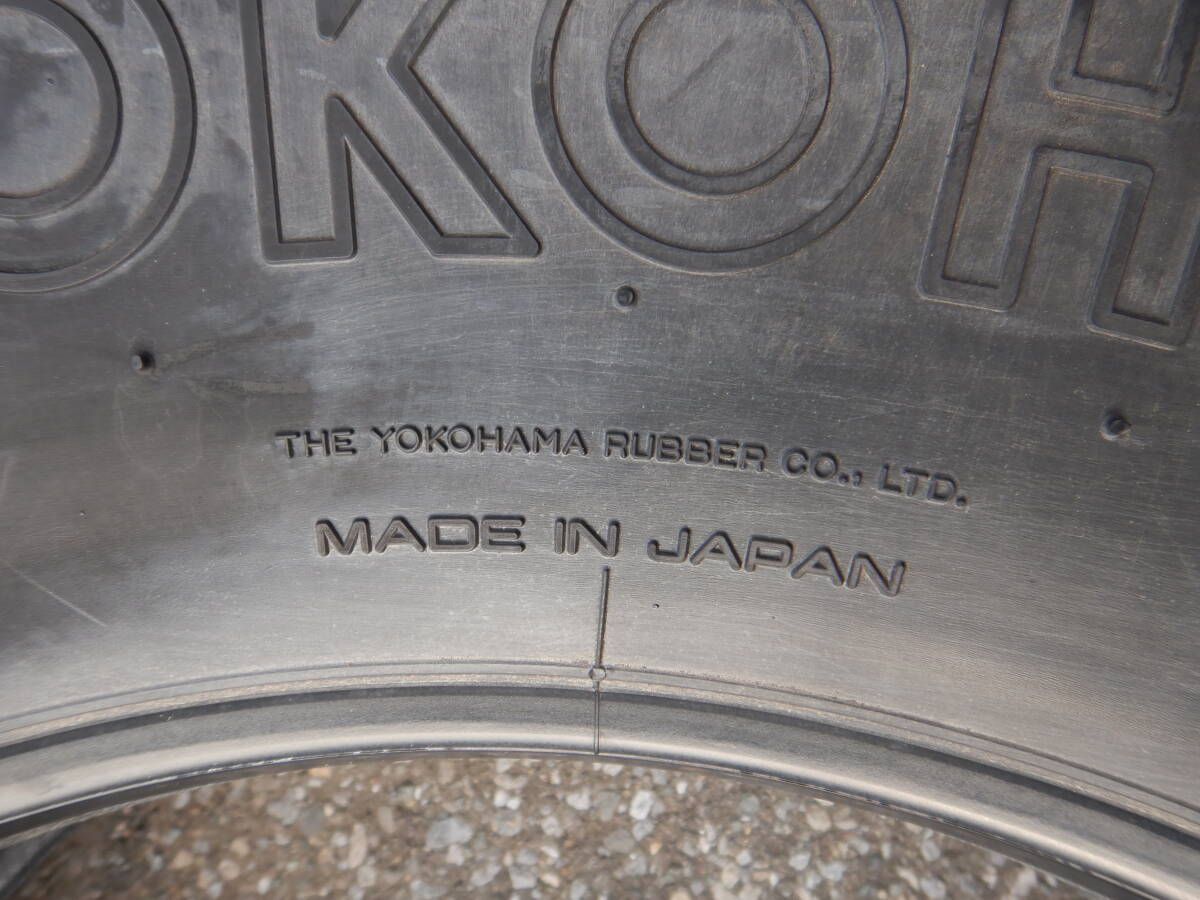 OKOH
THE YOKOHAMA RUBBER CO., LTD.
MADE IN JAPAN